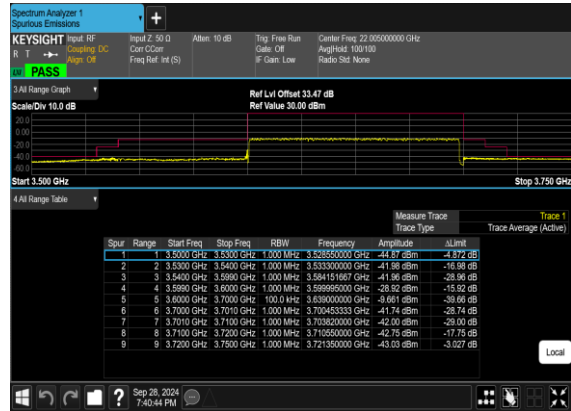 Spectrum Analyzer 1
Spurious Emissions
KEYSIGHT Input: RF Input Z: 50 Ω Atten: 10 dB Trig: Free Run Center Freq: 22.005000000 GHz
R T Coupling: DC Corr CCorr Gate: Off Avg|Hold: 100/100
Align: Off Freq Ref: Int (S) IF Gain: Low Radio Std: None
PASS
3 All Range Graph
Ref Lvl Offset 33.47 dB
Scale/Div 10.0 dB Ref Value 30.00 dBm
20.0
0.00
-20.0
-40.0
-60.0
Start 3.500 GHz Stop 3.750 GHz
4 All Range Table
Measure Trace Trace 1
Trace Type Trace Average (Active)
Spur Range Start Freq Stop Freq RBW Frequency Amplitude ΔLimit
1 1 3.5000 GHz 3.5300 GHz 1.000 MHz 3.528550000 GHz -44.87 dBm -4.872 dB
2 2 3.5300 GHz 3.5400 GHz 1.000 MHz 3.533300000 GHz -41.98 dBm -16.98 dB
3 3 3.5400 GHz 3.5990 GHz 1.000 MHz 3.584151667 GHz -41.96 dBm -28.96 dB
4 4 3.5990 GHz 3.6000 GHz 1.000 MHz 3.599995000 GHz -28.92 dBm -15.92 dB
5 5 3.6000 GHz 3.7000 GHz 100.0 kHz 3.639000000 GHz -9.661 dBm -39.66 dB
6 6 3.7000 GHz 3.7010 GHz 1.000 MHz 3.700453333 GHz -41.74 dBm -28.74 dB
7 7 3.7010 GHz 3.7100 GHz 1.000 MHz 3.703820000 GHz -42.00 dBm -29.00 dB
8 8 3.7100 GHz 3.7200 GHz 1.000 MHz 3.710550000 GHz -42.75 dBm -17.75 dB
9 9 3.7200 GHz 3.7500 GHz 1.000 MHz 3.721350000 GHz -43.03 dBm -3.027 dB
Local
Sep 28, 2024
7:40:44 PM